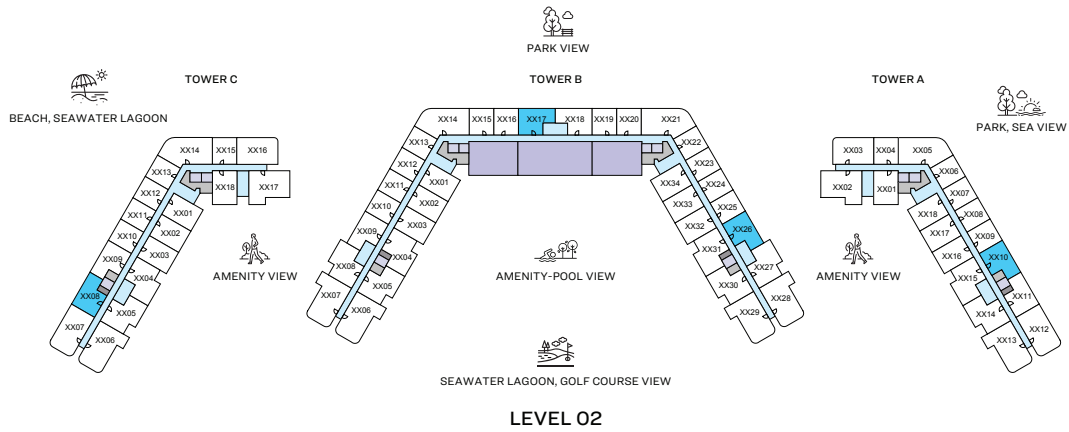 PARK VIEW
TOWER C
TOWER B
TOWER A
BEACH, SEAWATER LAGOON
PARK, SEA VIEW
XX14
XX15
XX16
XX13
XX12
XX11
XX10
XX09
XX08
XX07
XX06
XX05
XX04
XX03
XX02
XX01
XX18
XX17
AMENITY VIEW
XX14
XX15
XX16
XX17
XX18
XX19
XX20
XX21
XX13
XX12
XX11
XX10
XX09
XX08
XX07
XX06
XX05
XX04
XX03
XX02
XX01
XX22
XX23
XX24
XX25
XX26
XX27
XX28
XX29
XX30
XX31
XX32
XX33
XX34
AMENITY-POOL VIEW
AMENITY VIEW
XX03
XX04
XX05
XX02
XX01
XX06
XX07
XX08
XX09
XX10
XX11
XX12
XX13
XX14
XX15
XX16
XX17
XX18
SEAWATER LAGOON, GOLF COURSE VIEW
LEVEL 02